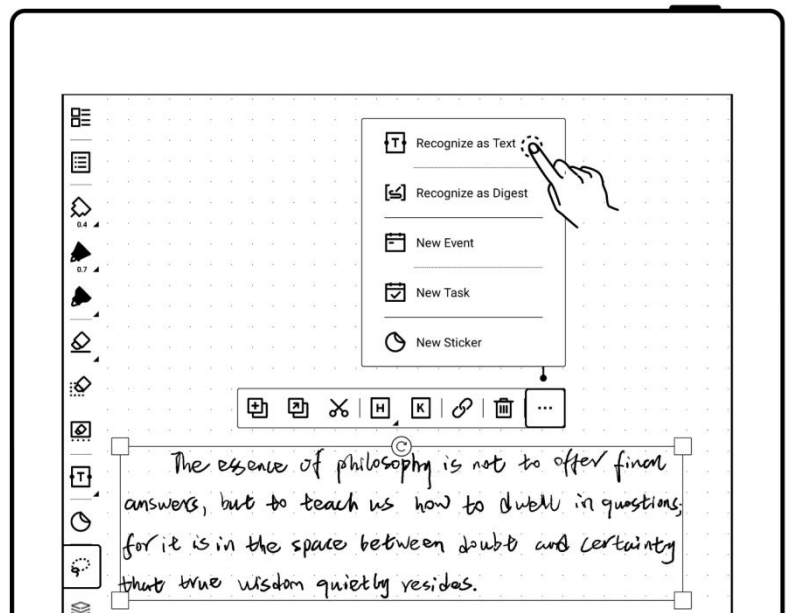 Recognize as Text
Recognize as Digest
New Event
New Task
New Sticker
0.4
0.7
H
K
T
The essence of philosophy is not to offer final
answers, but to teach us how to dwell in questions;
for it is in the space between doubt and certainty
that true wisdom quietly resides.